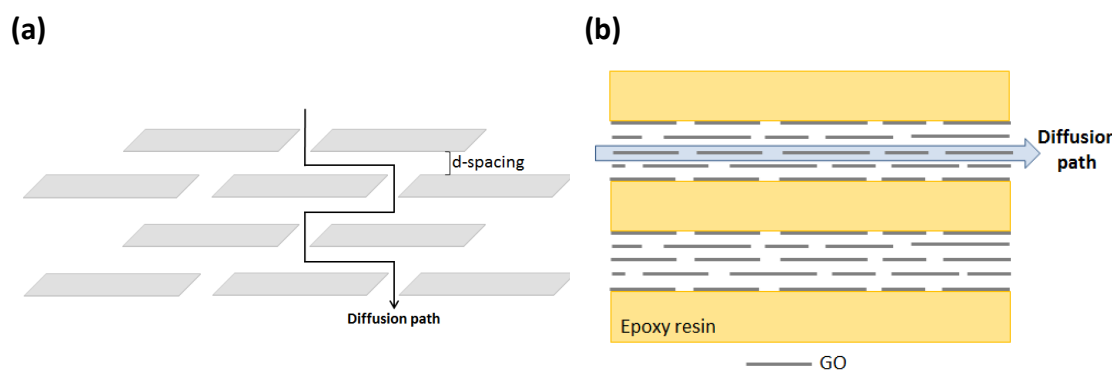 (a)
d-spacing
Diffusion path
(b)
Diffusion
path
Epoxy resin
GO